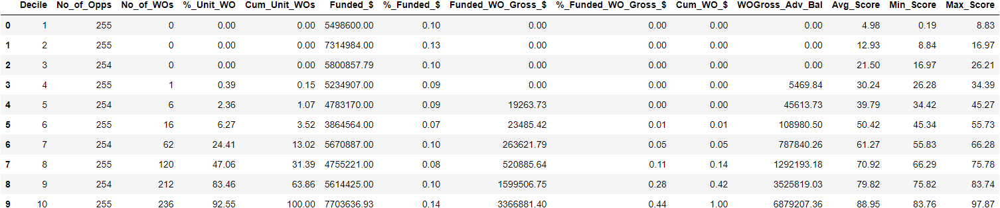 Decile No_of_Opps No_of_WOs %_Unit_WO Cum_Unit_WOs Funded_$ %_Funded_$ Funded_WO_Gross_$ %_Funded_WO_Gross_$ Cum_WO_$ WOGross_Adv_Bal Avg_Score Min_Score Max_Score
0 1 255 0 0.00 0.00 5498600.00 0.10 0.00 0.00 0.00 0.00 4.98 0.19 8.83
1 2 255 0 0.00 0.00 7314984.00 0.13 0.00 0.00 0.00 0.00 12.93 8.84 16.97
2 3 254 0 0.00 0.00 5800857.79 0.10 0.00 0.00 0.00 0.00 21.50 16.97 26.21
3 4 255 1 0.39 0.15 5234907.00 0.09 0.00 0.00 0.00 5469.84 30.24 26.28 34.39
4 5 254 6 2.36 1.07 4783170.00 0.09 19263.73 0.00 0.00 45613.73 39.79 34.42 45.27
5 6 255 16 6.27 3.52 3864564.00 0.07 23485.42 0.01 0.01 108980.50 50.42 45.34 55.73
6 7 254 62 24.41 13.02 5670887.00 0.10 263621.79 0.05 0.05 787840.26 61.27 55.83 66.28
7 8 255 120 47.06 31.39 4755221.00 0.08 520885.64 0.11 0.14 1292193.18 70.92 66.29 75.78
8 9 254 212 83.46 63.86 5614425.00 0.10 1599506.75 0.28 0.42 3525819.03 79.82 75.82 83.74
9 10 255 236 92.55 100.00 7703636.93 0.14 3366881.40 0.44 1.00 6879207.36 88.95 83.76 97.87